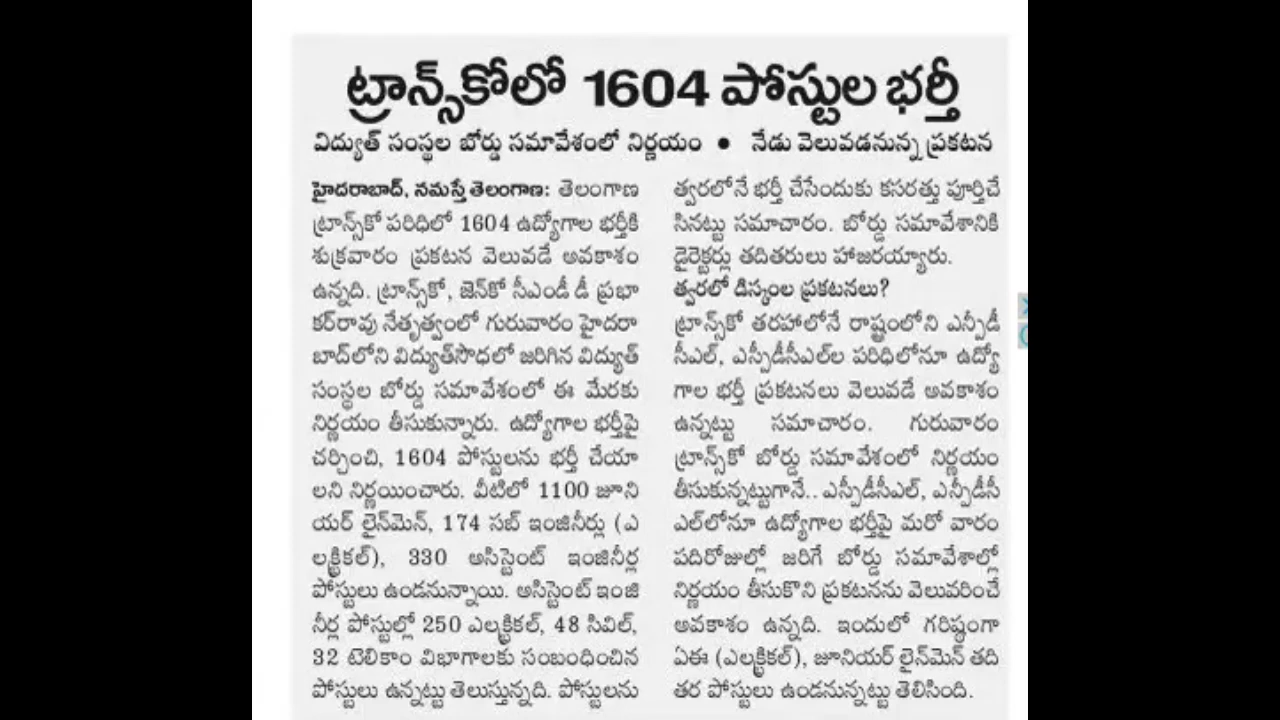 ట్రాన్స్‌కోలో 1604 పోస్టుల భర్తీ
విద్యుత్ సంస్థల బోర్డు సమావేశంలో నిర్ణయం ● నేడు వెలువడనున్న ప్రకటన
హైదరాబాద్, నమస్తే తెలంగాణ: తెలంగాణ
ట్రాన్స్‌కో పరిధిలో 1604 ఉద్యోగాల భర్తీకి
శుక్రవారం ప్రకటన వెలువడే అవకాశం
ఉన్నది. ట్రాన్స్‌కో, జెన్‌కో సీఎండీ డీ ప్రభా
కర్‌రావు నేతృత్వంలో గురువారం హైదరా
బాద్‌లోని విద్యుత్‌సౌధలో జరిగిన విద్యుత్
సంస్థల బోర్డు సమావేశంలో ఈ మేరకు
నిర్ణయం తీసుకున్నారు. ఉద్యోగాల భర్తీపై
చర్చించి, 1604 పోస్టులను భర్తీ చేయా
లని నిర్ణయించారు. వీటిలో 1100 జూని
యర్ లైన్‌మెన్, 174 సబ్ ఇంజినీర్లు (ఎ
లక్ట్రికల్), 330 అసిస్టెంట్ ఇంజినీర్ల
పోస్టులు ఉండనున్నాయి. అసిస్టెంట్ ఇంజి
నీర్ల పోస్టుల్లో 250 ఎలక్ట్రికల్, 48 సివిల్,
32 టెలికాం విభాగాలకు సంబంధించిన
పోస్టులు ఉన్నట్టు తెలుస్తున్నది. పోస్టులను
త్వరలోనే భర్తీ చేసేందుకు కసరత్తు పూర్తిచే
సినట్టు సమాచారం. బోర్డు సమావేశానికి
డైరెక్టర్లు తదితరులు హాజరయ్యారు.
త్వరలో డిస్కంల ప్రకటనలు?
ట్రాన్స్‌కో తరహాలోనే రాష్ట్రంలోని ఎన్పీడీ
సీఎల్, ఎస్పీడీసీఎల్‌ల పరిధిలోనూ ఉద్యో
గాల భర్తీ ప్రకటనలు వెలువడే అవకాశం
ఉన్నట్టు సమాచారం. గురువారం
ట్రాన్స్‌కో బోర్డు సమావేశంలో నిర్ణయం
తీసుకున్నట్టుగానే.. ఎస్పీడీసీఎల్, ఎన్పీడీసీ
ఎల్‌లోనూ ఉద్యోగాల భర్తీపై మరో వారం
పదిరోజుల్లో జరిగే బోర్డు సమావేశాల్లో
నిర్ణయం తీసుకొని ప్రకటనను వెలువరించే
అవకాశం ఉన్నది. ఇందులో గరిష్ఠంగా
ఏఈ (ఎలక్ట్రికల్), జూనియర్ లైన్‌మెన్ తది
తర పోస్టులు ఉండనున్నట్టు తెలిసింది.